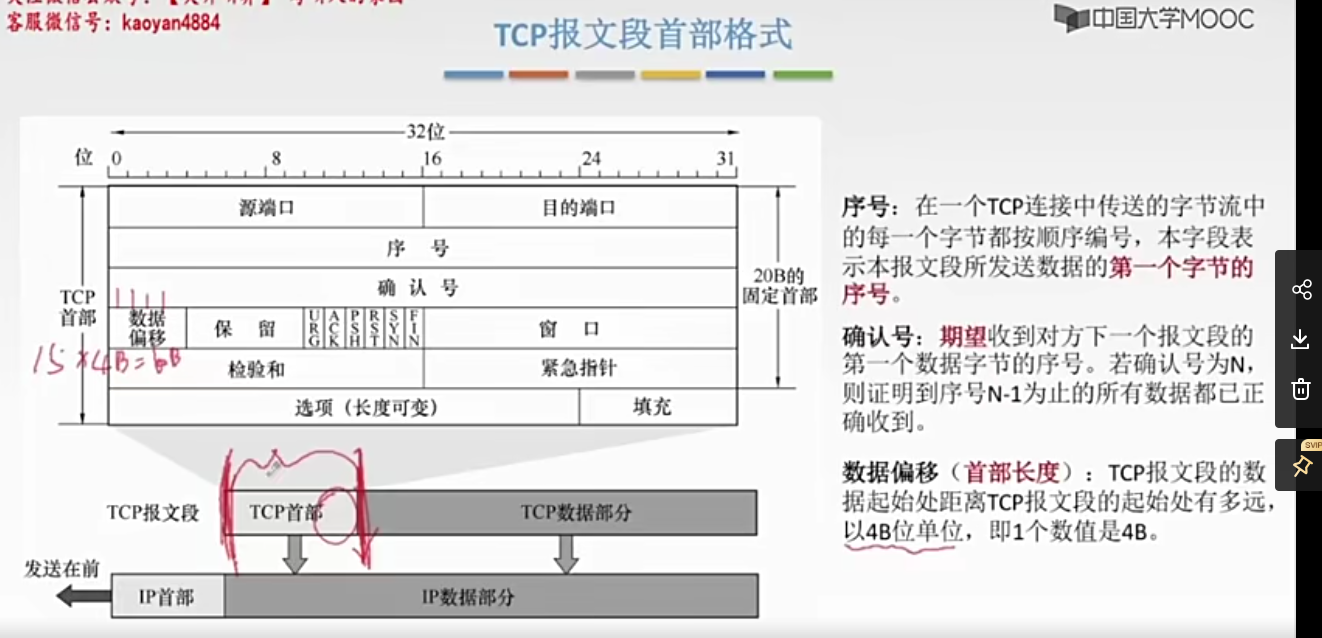 客服微信号：kaoyan4884
TCP报文段首部格式
中国大学MOOC
32位
位 0 8 16 24 31
源端口 目的端口
序 号
确 认 号
TCP
首部
数据
偏移
保 留
URG
ACK
PSH
RST
SYN
FIN
窗 口
15×4B=60B
检验和 紧急指针
选项（长度可变） 填充
20B的
固定首部
TCP报文段 TCP首部 TCP数据部分
发送在前
IP首部 IP数据部分
序号：在一个TCP连接中传送的字节流中
的每一个字节都按顺序编号，本字段表
示本报文段所发送数据的第一个字节的
序号。
确认号：期望收到对方下一个报文段的
第一个数据字节的序号。若确认号为N，
则证明到序号N-1为止的所有数据都已正
确收到。
数据偏移（首部长度）：TCP报文段的数
据起始处距离TCP报文段的起始处有多远，
以4B位单位，即1个数值是4B。
SVIP